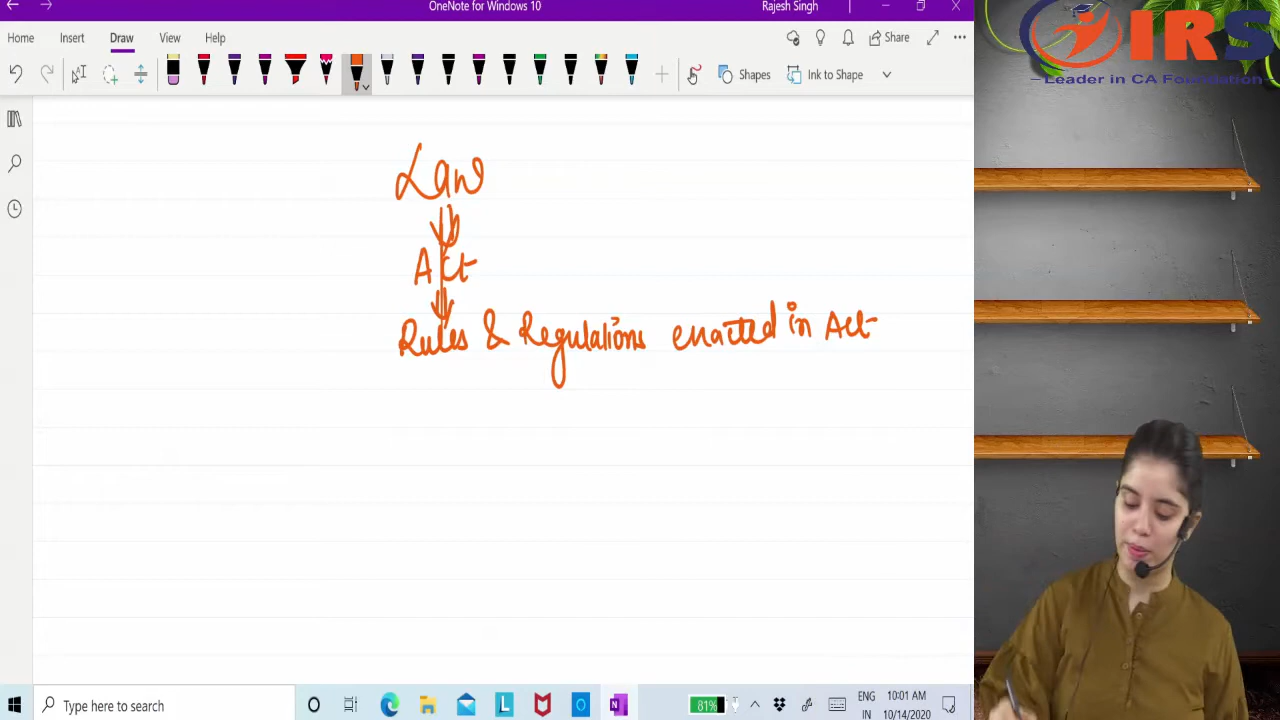 OneNote for Windows 10
Rajesh Singh
Home Insert Draw View Help
Share
Shapes
Ink to Shape
IRS
Leader in CA Foundation
Law
Act
Rules & Regulations enacted in Act
Type here to search
81%
ENG
IN
10:01 AM
10/14/2020